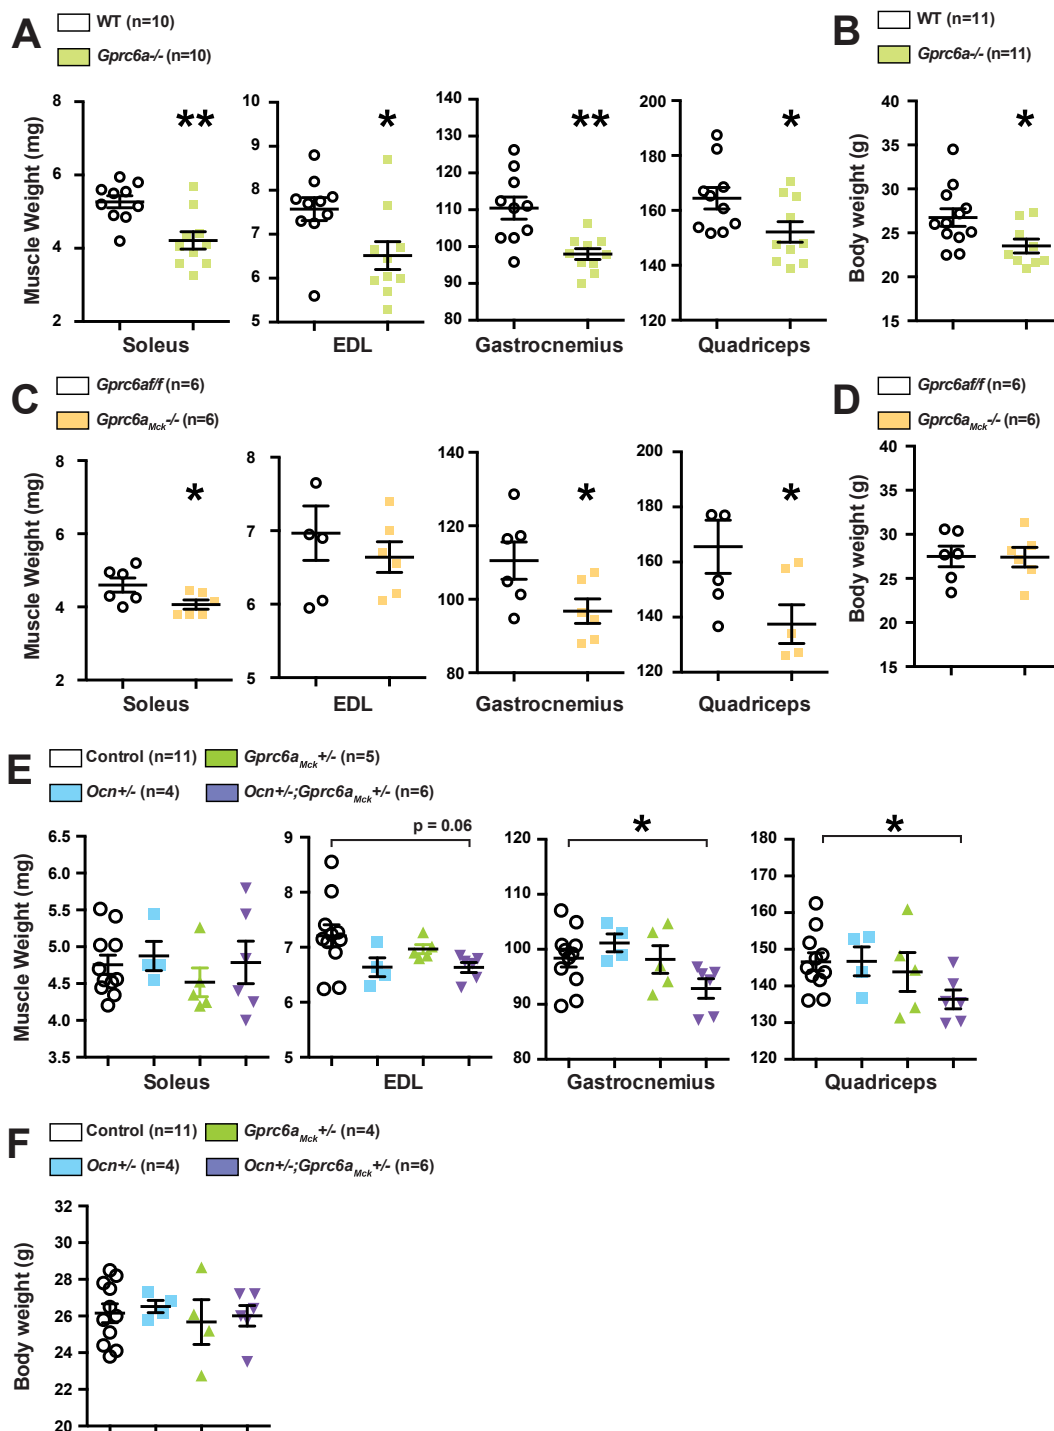 A
WT (n=10)
Gprc6a-/- (n=10)
B
WT (n=11)
Gprc6a-/- (n=11)
Muscle Weight (mg)
8
6
4
2
**
Soleus
10
9
8
7
6
5
*
EDL
140
130
120
110
100
90
80
**
Gastrocnemius
200
180
160
140
120
*
Quadriceps
Body weight (g)
40
35
30
25
20
15
*
C
Gprc6af/f (n=6)
Gprc6aMck-/- (n=6)
D
Gprc6af/f (n=6)
Gprc6aMck-/- (n=6)
Muscle Weight (mg)
8
6
4
2
*
Soleus
8
7
6
5
EDL
140
120
100
80
*
Gastrocnemius
200
180
160
140
120
*
Quadriceps
Body weight (g)
40
35
30
25
20
15
E
Control (n=11)
Gprc6aMck+/- (n=5)
Ocn+/- (n=4)
Ocn+/-;Gprc6aMck+/- (n=6)
Muscle Weight (mg)
6.5
6.0
5.5
5.0
4.5
4.0
3.5
Soleus
9
8
7
6
5
p = 0.06
EDL
120
110
100
90
80
*
Gastrocnemius
180
170
160
150
140
130
120
*
Quadriceps
F
Control (n=11)
Gprc6aMck+/- (n=4)
Ocn+/- (n=4)
Ocn+/-;Gprc6aMck+/- (n=6)
Body weight (g)
32
30
28
26
24
22
20